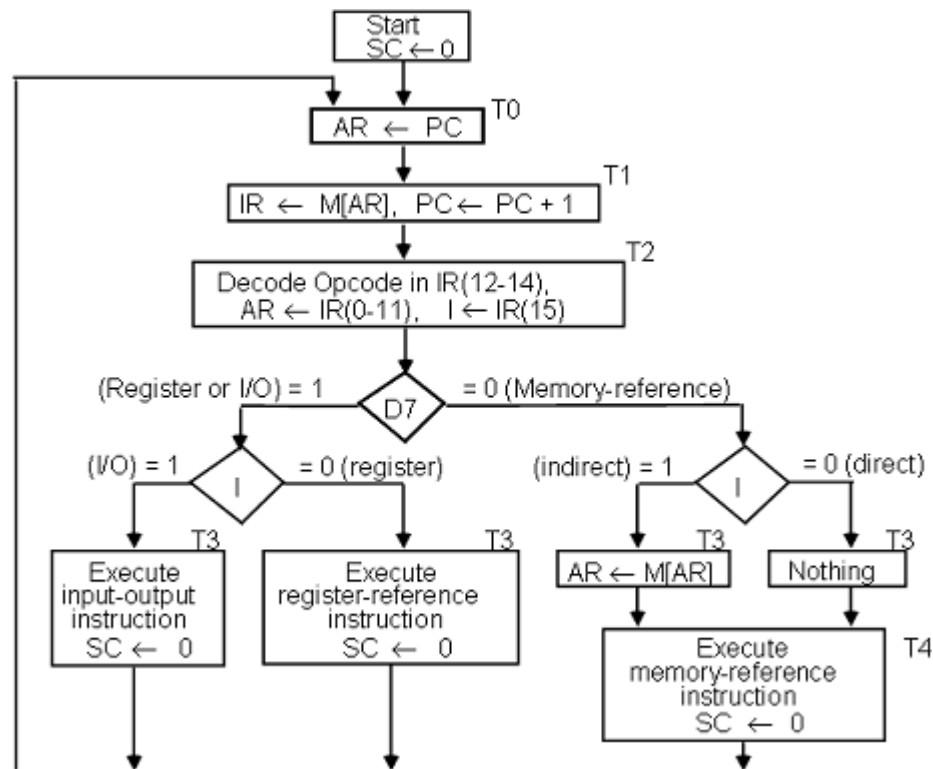 Start
SC ← 0
T0
AR ← PC
T1
IR ← M[AR], PC ← PC + 1
T2
Decode Opcode in IR(12-14),
AR ← IR(0-11), I ← IR(15)
(Register or I/O) = 1
= 0 (Memory-reference)
D7
(I/O) = 1
= 0 (register)
(indirect) = 1
= 0 (direct)
I
I
T3
T3
T3
T3
Execute
input-output
instruction
SC ← 0
Execute
register-reference
instruction
SC ← 0
AR ← M[AR]
Nothing
Execute
memory-reference
instruction
SC ← 0
T4